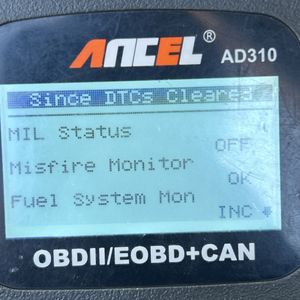 ANCEL® AD310
Since DTCs Cleared
MIL Status
OFF
Misfire Monitor
OK
Fuel System Mon
INC
OBDII/EOBD+CAN